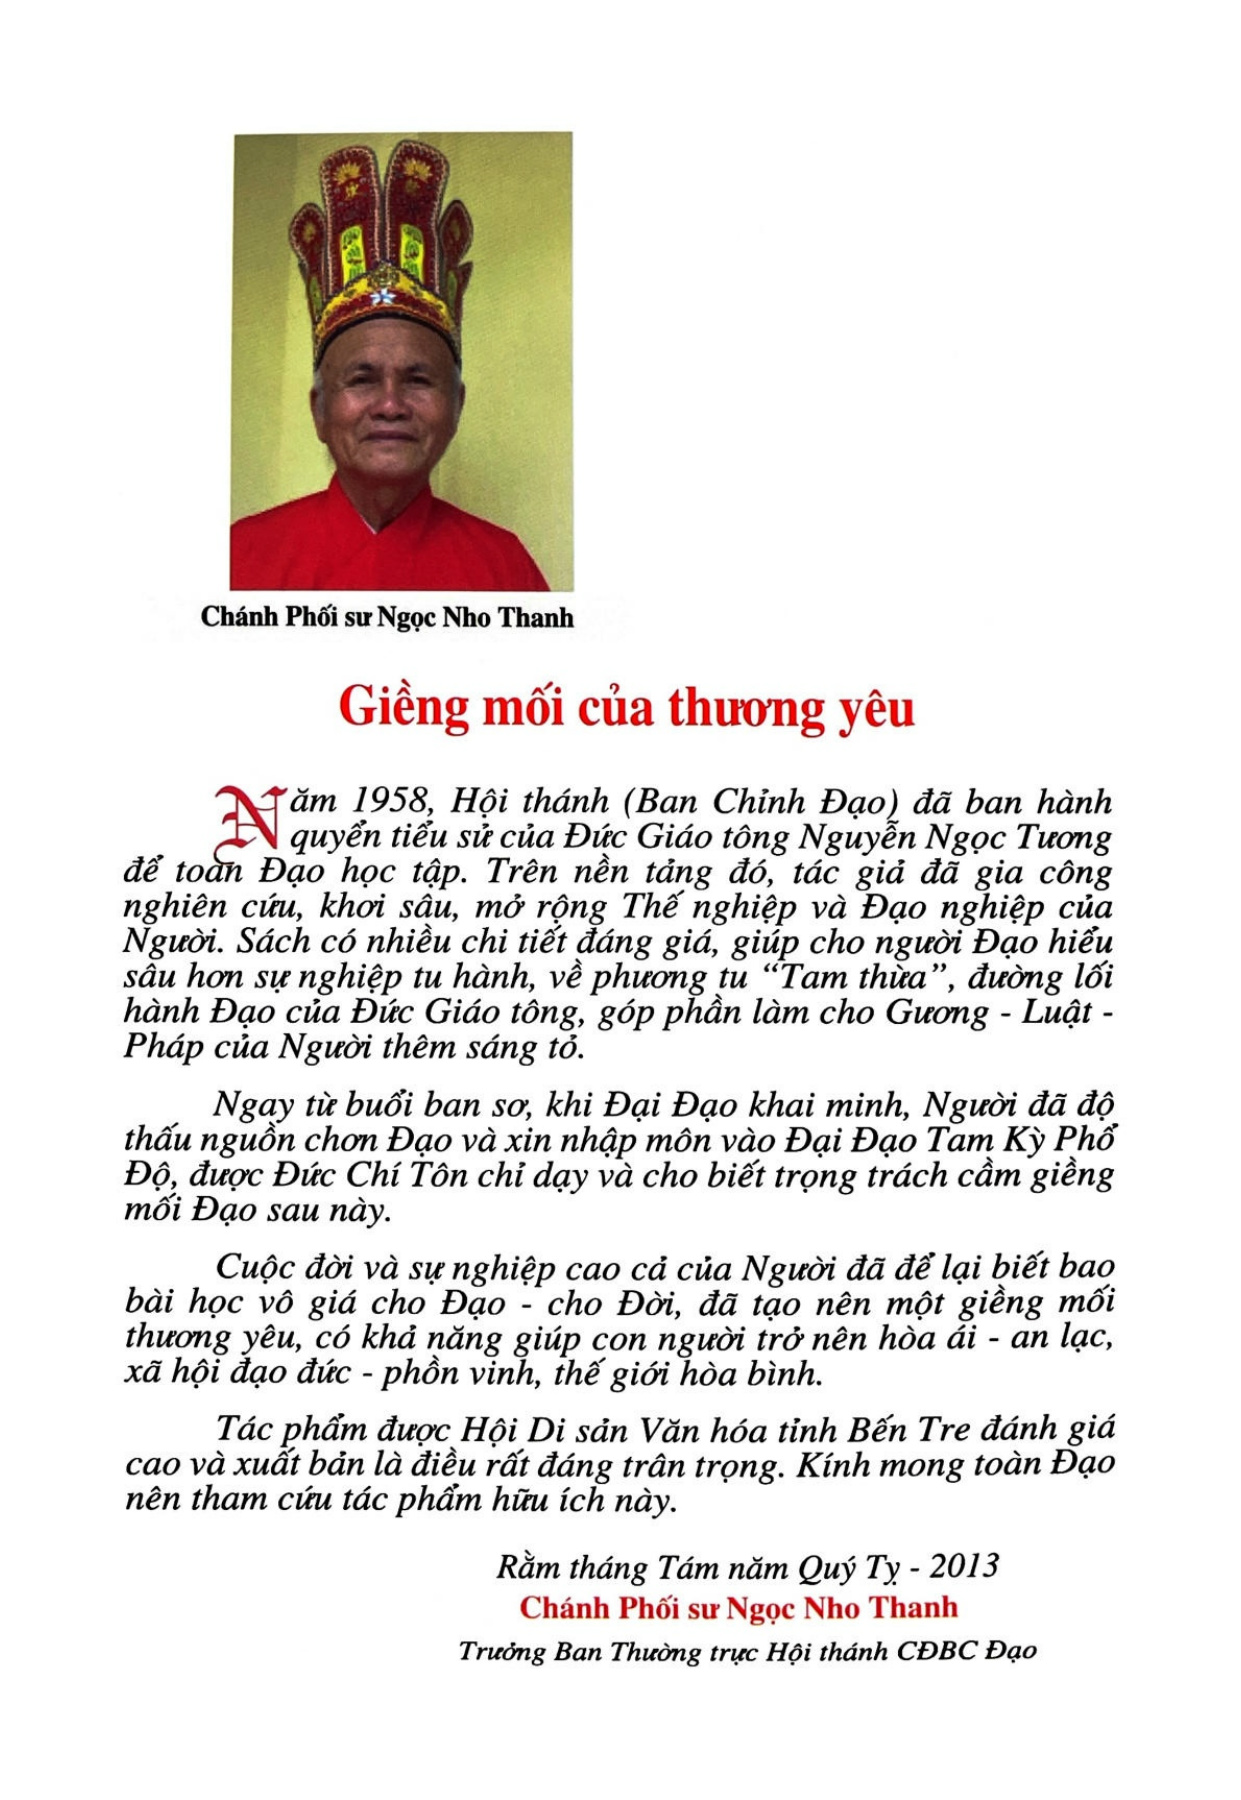 Chánh Phối sư Ngọc Nho Thanh
Giềng mối của thương yêu
Năm 1958, Hội thánh (Ban Chỉnh Đạo) đã ban hành
quyển tiểu sử của Đức Giáo tông Nguyễn Ngọc Tương
để toàn Đạo học tập. Trên nền tảng đó, tác giả đã gia công
nghiên cứu, khơi sâu, mở rộng Thế nghiệp và Đạo nghiệp của
Người. Sách có nhiều chi tiết đáng giá, giúp cho người Đạo hiểu
sâu hơn sự nghiệp tu hành, về phương tu “Tam thừa”, đường lối
hành Đạo của Đức Giáo tông, góp phần làm cho Gương - Luật -
Pháp của Người thêm sáng tỏ.
Ngay từ buổi ban sơ, khi Đại Đạo khai minh, Người đã độ
thấu nguồn chơn Đạo và xin nhập môn vào Đại Đạo Tam Kỳ Phổ
Độ, được Đức Chí Tôn chỉ dạy và cho biết trọng trách cầm giềng
mối Đạo sau này.
Cuộc đời và sự nghiệp cao cả của Người đã để lại biết bao
bài học vô giá cho Đạo - cho Đời, đã tạo nên một giềng mối
thương yêu, có khả năng giúp con người trở nên hòa ái - an lạc,
xã hội đạo đức - phồn vinh, thế giới hòa bình.
Tác phẩm được Hội Di sản Văn hóa tỉnh Bến Tre đánh giá
cao và xuất bản là điều rất đáng trân trọng. Kính mong toàn Đạo
nên tham cứu tác phẩm hữu ích này.
Rằm tháng Tám năm Quý Tỵ - 2013
Chánh Phối sư Ngọc Nho Thanh
Trưởng Ban Thường trực Hội thánh CĐBC Đạo